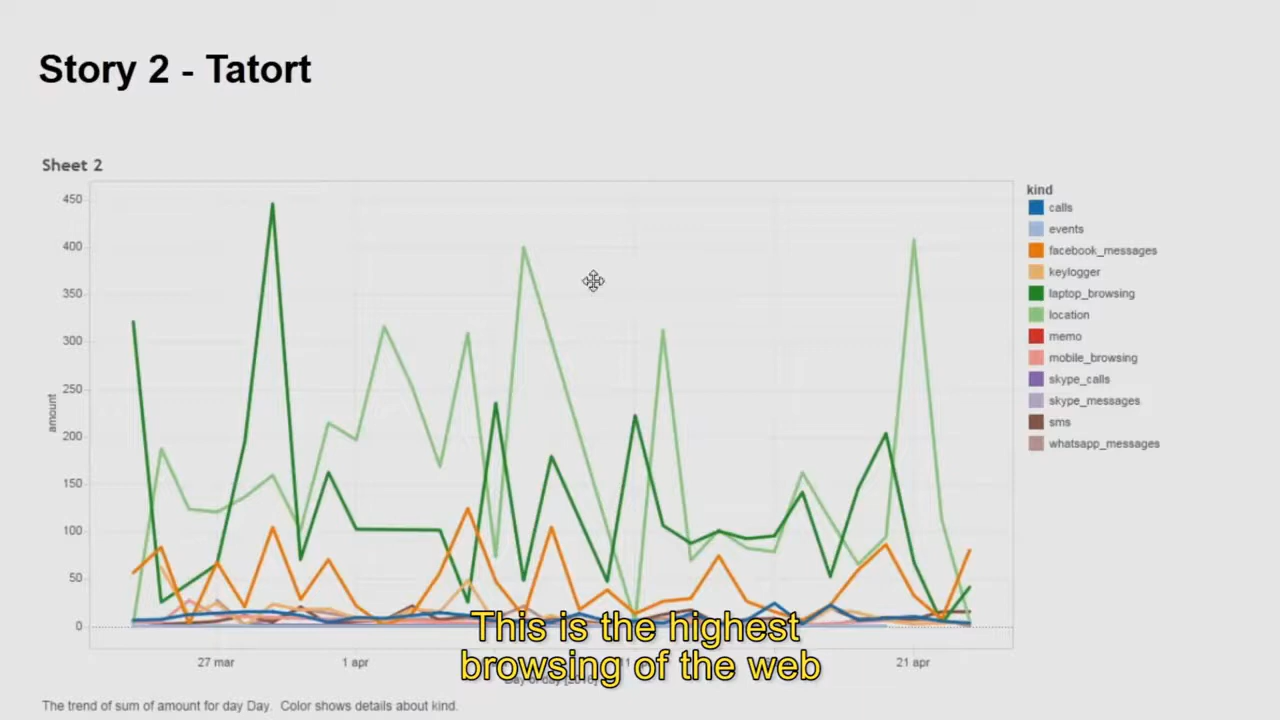 Story 2 - Tatort
Sheet 2
kind
calls
events
facebook_messages
keylogger
laptop_browsing
location
memo
mobile_browsing
skype_calls
skype_messages
sms
whatsapp_messages
amount
450
400
350
300
250
200
150
100
50
0
27 mar
1 apr
21 apr
This is the highest
browsing of the web
The trend of sum of amount for day Day. Color shows details about kind.